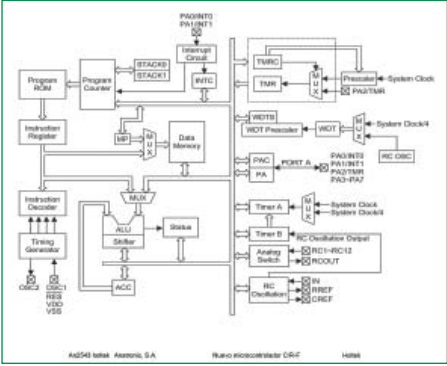 PA0/INT0
PA1/INT1
Interrupt
Circuit
STACK0
STACK1
INTC
Program
ROM
Program
Counter
TMRC
TMR
MUX
Prescaler
System Clock
PA2/TMR
Instruction
Register
MP
MUX
Data
Memory
WDTS
WDT Prescaler
WDT
MUX
System Clock/4
RC OSC
PAC
PA
PORT A
PA0/INT0
PA1/INT1
PA2/TMR
PA3~PA7
Instruction
Decoder
MUX
ALU
Shifter
Status
Timer A
Timer B
MUX
System Clock
System Clock/4
RC Oscillation Output
Timing
Generator
Analog
Switch
RC1~RC12
RCOUT
OSC2
OSC1
RES
VDD
VSS
ACC
RC
Oscillation
IN
RREF
CREF
Anatronic, S.A.
Nuevo microcontrolador C/R-F
Holtek